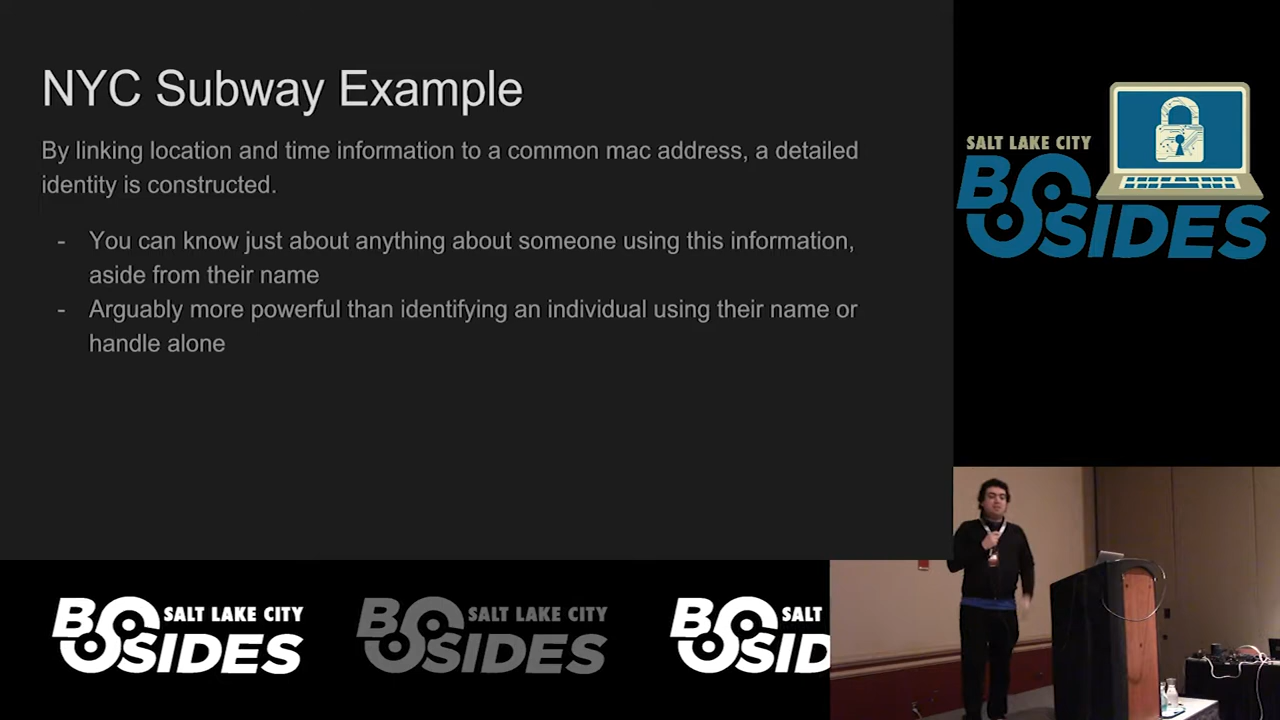 NYC Subway Example
By linking location and time information to a common mac address, a detailed
identity is constructed.
- You can know just about anything about someone using this information,
aside from their name
- Arguably more powerful than identifying an individual using their name or
handle alone
SALT LAKE CITY
BSIDES
SALT LAKE CITY
BSIDES
SALT LAKE CITY
BSIDES
SALT
BSID